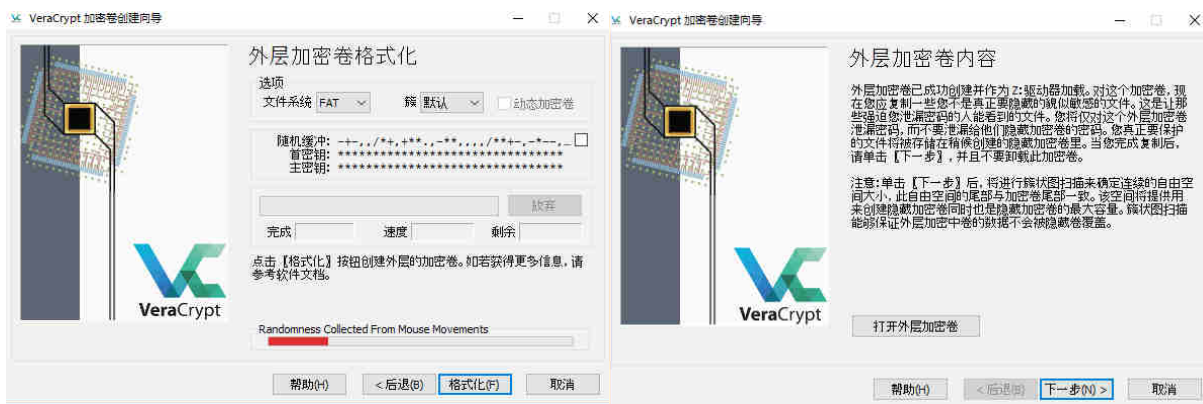 VeraCrypt 加密卷创建向导
外层加密卷格式化
选项
文件系统 FAT 簇 默认 动态加密卷
随机缓冲: -+-,,/*+,+**,.,-**,,,,/**+-,-*--,_
首密钥: ********************************
主密钥: ********************************
放弃
完成 速度 剩余
点击【格式化】按钮创建外层的加密卷。如若获得更多信息，请
参考软件文档。
VeraCrypt
Randomness Collected From Mouse Movements
帮助(H) <后退(B) 格式化(F) 取消
VeraCrypt 加密卷创建向导
外层加密卷内容
外层加密卷已成功创建并作为 Z:驱动器加载。对这个加密卷，现
在您应复制一些您不是真正要隐藏的貌似敏感的文件。这是让那
些强迫您泄漏密码的人能看到的文件。您将仅对这个外层加密卷
泄漏密码，而不要泄漏给他们隐藏加密卷的密码。您真正要保护
的文件将被存储在稍候创建的隐藏加密卷里。当您完成复制后，
请单击【下一步】，并且不要卸载此加密卷。
注意:单击【下一步】后，将进行簇状图扫描来确定连续的自由空
间大小，此自由空间的尾部与加密卷尾部一致。该空间将提供用
来创建隐藏加密卷同时也是隐藏加密卷的最大容量。簇状图扫描
能够保证外层加密中卷的数据不会被隐藏卷覆盖。
VeraCrypt
打开外层加密卷
帮助(H) <后退(B) 下一步(N) > 取消